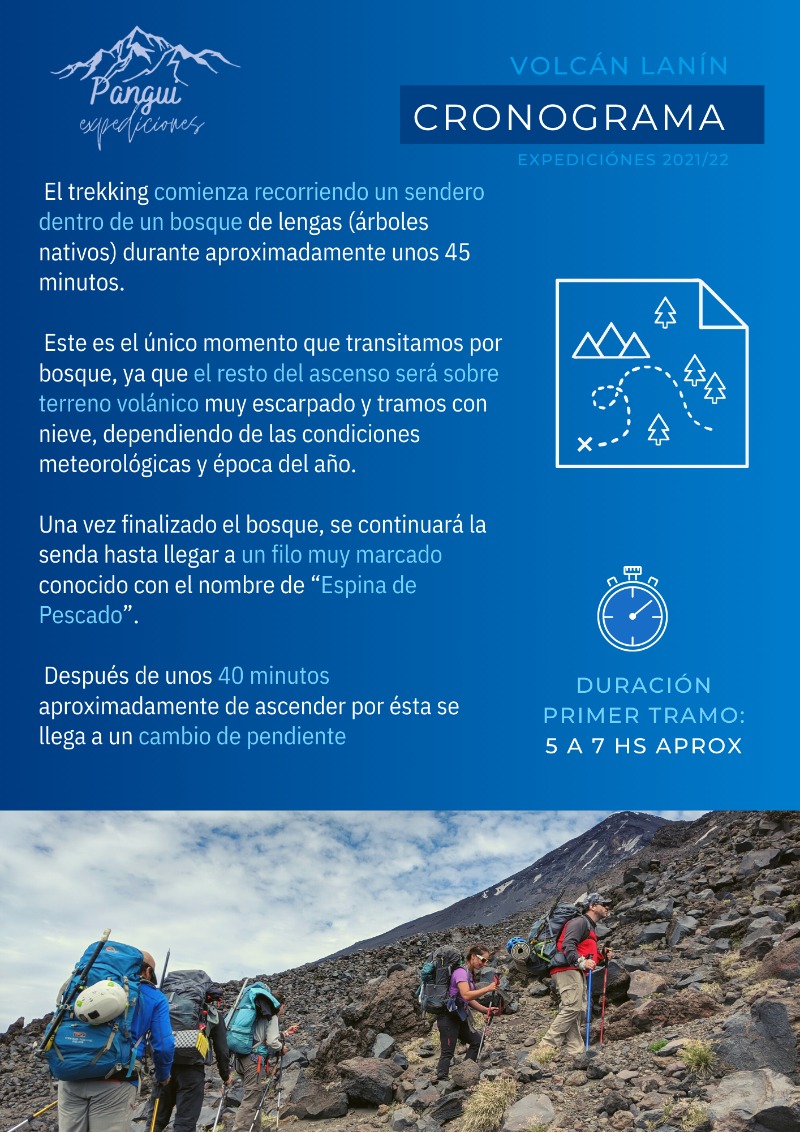 Pangui
expediciones
VOLCÁN LANÍN
CRONOGRAMA
EXPEDICIÓNES 2021/22
El trekking comienza recorriendo un sendero
dentro de un bosque de lengas (árboles
nativos) durante aproximadamente unos 45
minutos.
Este es el único momento que transitamos por
bosque, ya que el resto del ascenso será sobre
terreno volánico muy escarpado y tramos con
nieve, dependiendo de las condiciones
meteorológicas y época del año.
Una vez finalizado el bosque, se continuará la
senda hasta llegar a un filo muy marcado
conocido con el nombre de “Espina de
Pescado”.
Después de unos 40 minutos
aproximadamente de ascender por ésta se
llega a un cambio de pendiente
DURACIÓN
PRIMER TRAMO:
5 A 7 HS APROX